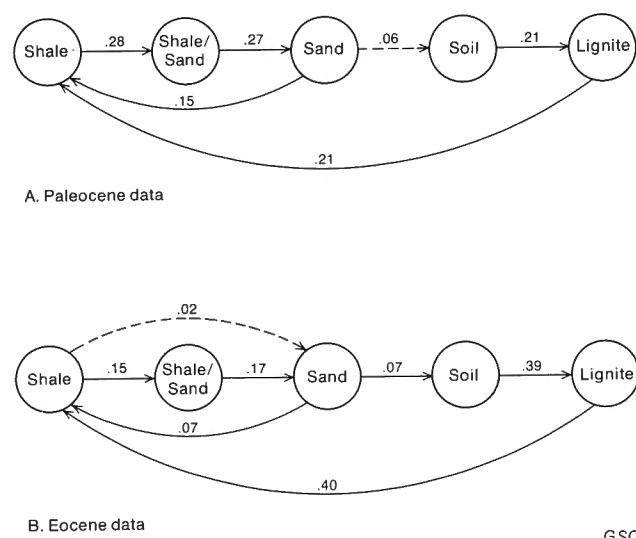 .28 .27 .06 .21
Shale Shale/ Sand Sand Soil Lignite
.15
.21
A. Paleocene data
.02
.15 .17 .07 .39
Shale Shale/ Sand Sand Soil Lignite
.07
.40
B. Eocene data
GSC